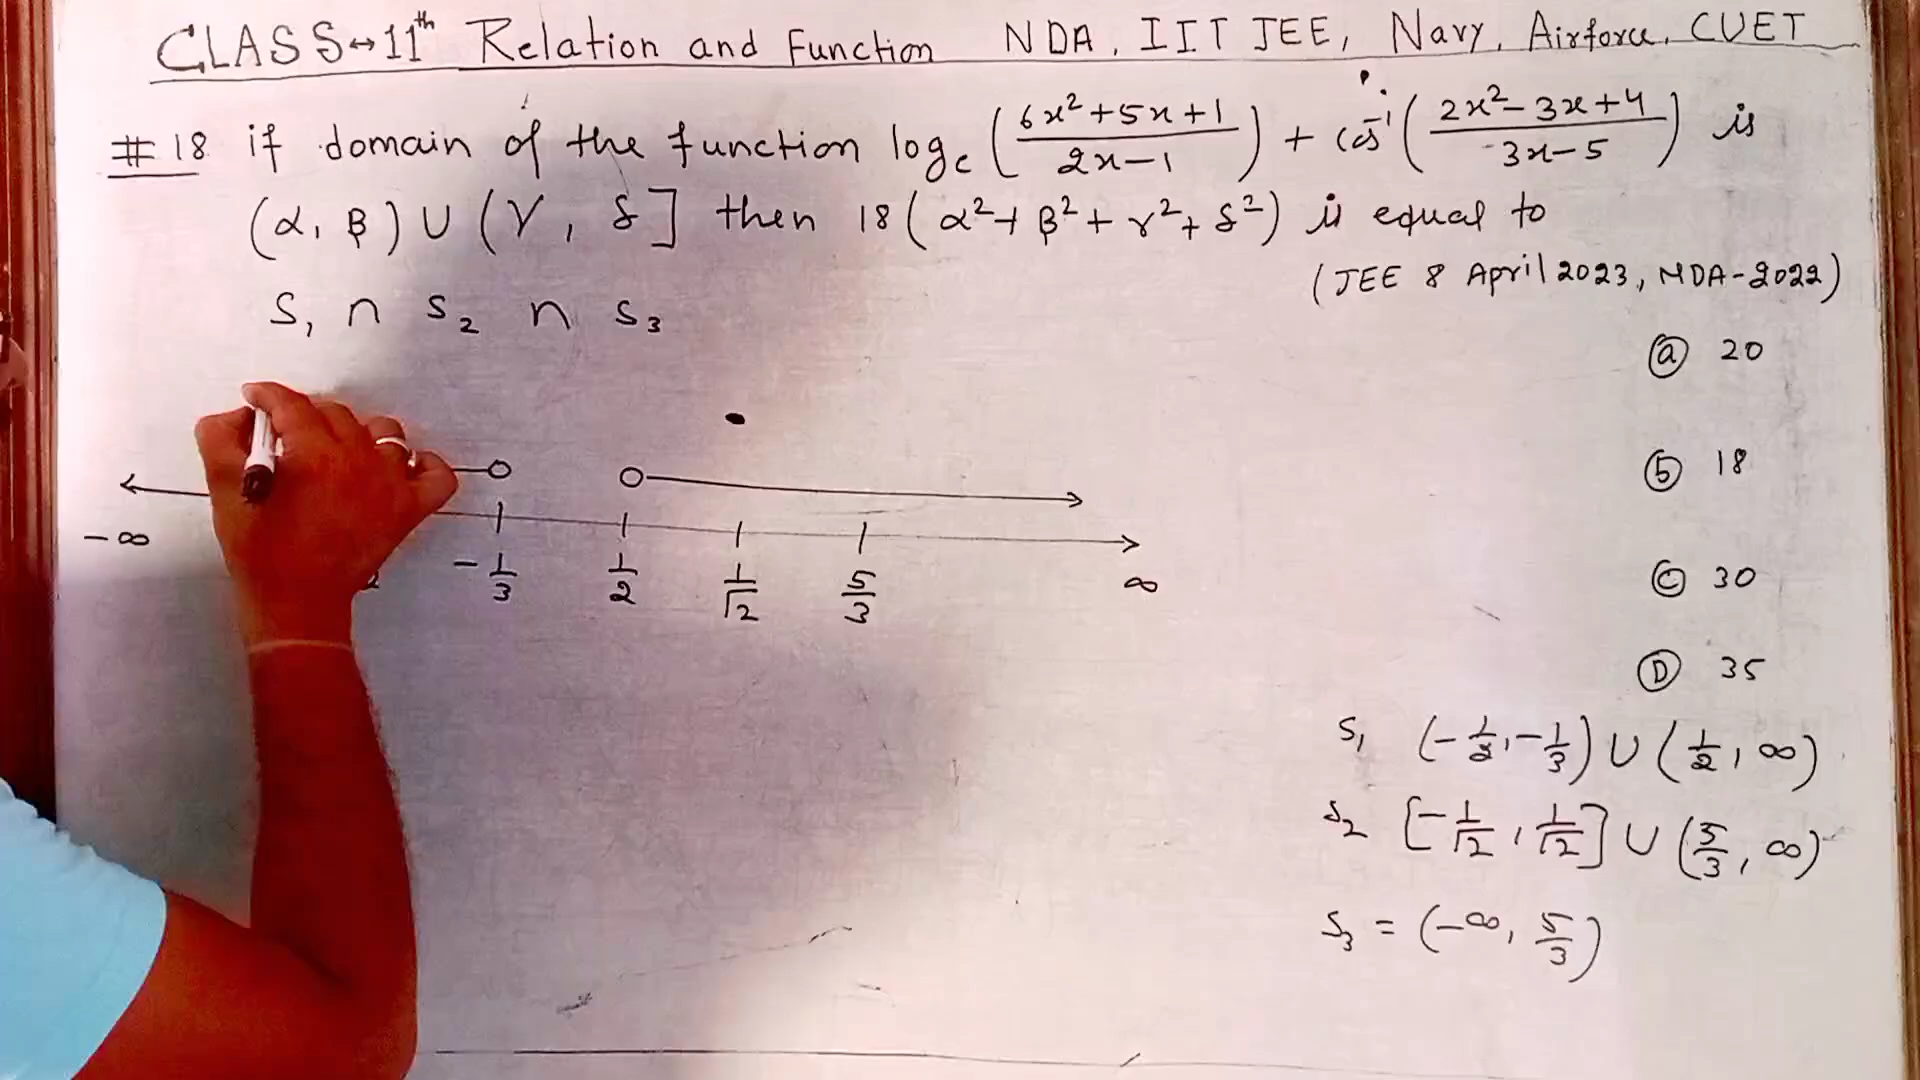 CLASS↔11th Relation and Function NDA, IIT JEE, Navy, Airforce, CUET
#18 if domain of the function logₑ((6x²+5x+1)/(2x-1)) + cos⁻¹((2x²-3x+4)/(3x-5)) is
(α, β) ∪ (γ, δ] then 18(α²+β²+γ²+δ²) is equal to
(JEE 8 April 2023, NDA-2022)
S₁ ∩ S₂ ∩ S₃
ⓐ 20
ⓑ 18
ⓒ 30
Ⓓ 35
-∞ -1/3 1/2 1/√2 5/3 ∞
S₁ (-1/2, -1/3) ∪ (1/2, ∞)
S₂ [-1/√2, 1/√2] ∪ (5/3, ∞)
S₃ = (-∞, 5/3)